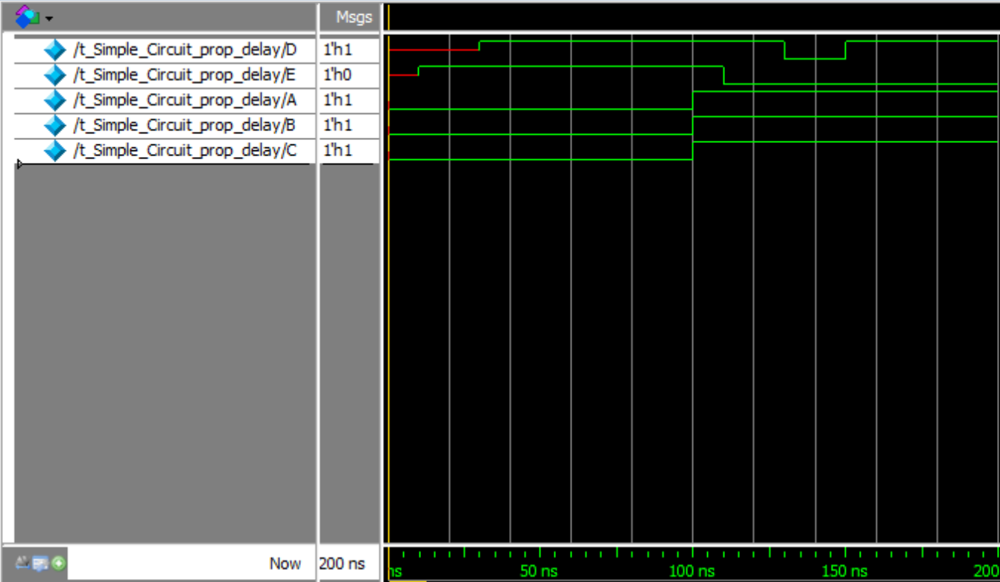 Msgs
/t_Simple_Circuit_prop_delay/D 1'h1
/t_Simple_Circuit_prop_delay/E 1'h0
/t_Simple_Circuit_prop_delay/A 1'h1
/t_Simple_Circuit_prop_delay/B 1'h1
/t_Simple_Circuit_prop_delay/C 1'h1
Now 200 ns
ns 50 ns 100 ns 150 ns 200